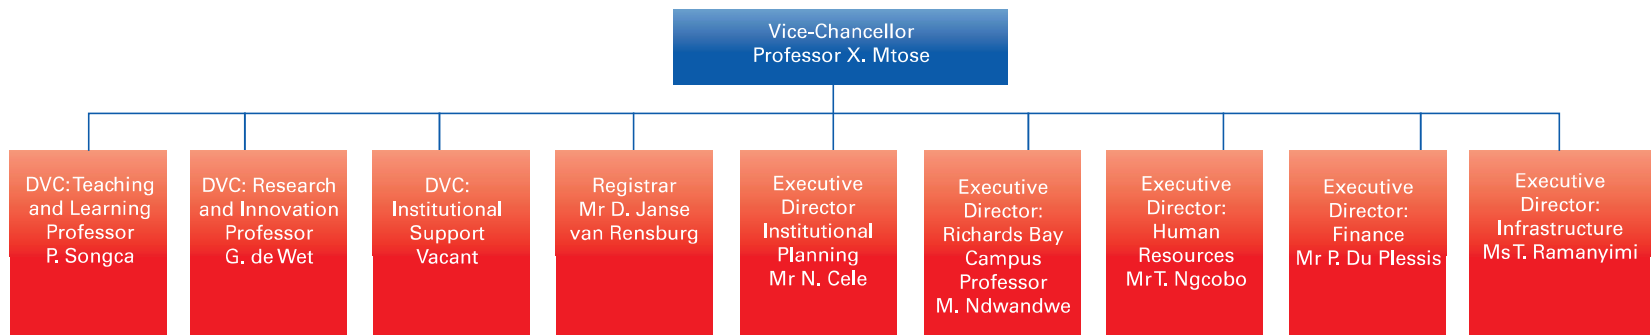 Vice-Chancellor
Professor X. Mtose
DVC: Teaching
and Learning
Professor
P. Songca
DVC: Research
and Innovation
Professor
G. de Wet
DVC:
Institutional
Support
Vacant
Registrar
Mr D. Janse
van Rensburg
Executive
Director
Institutional
Planning
Mr N. Cele
Executive
Director:
Richards Bay
Campus
Professor
M. Ndwandwe
Executive
Director:
Human
Resources
Mr T. Ngcobo
Executive
Director:
Finance
Mr P. Du Plessis
Executive
Director:
Infrastructure
Ms T. Ramanyimi